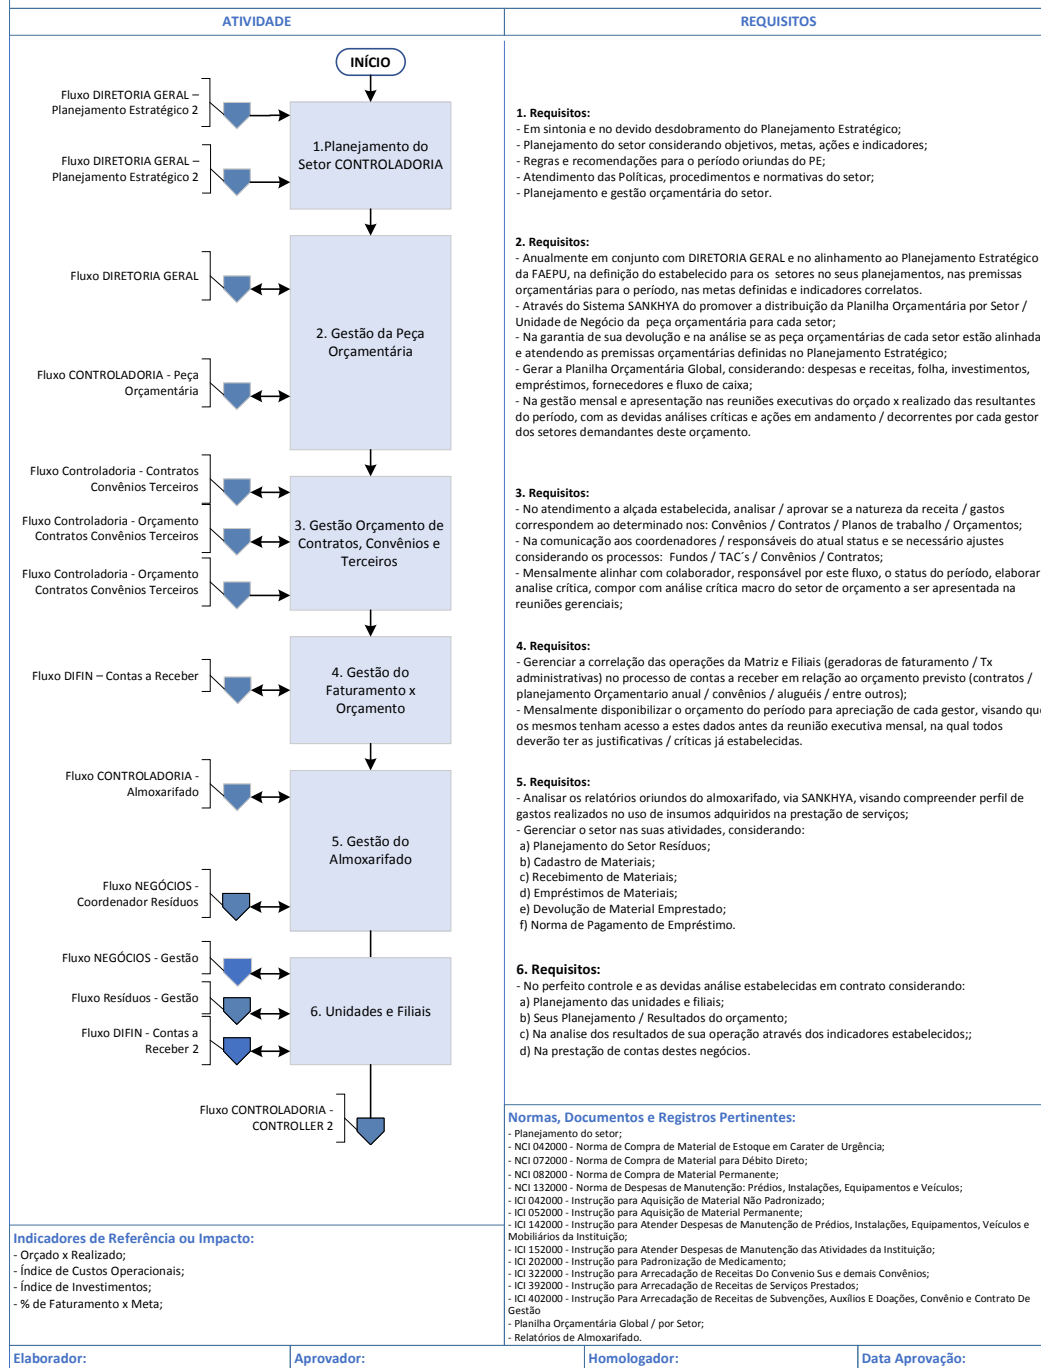 ATIVIDADE
REQUISITOS
INÍCIO
Fluxo DIRETORIA GERAL –
Planejamento Estratégico 2
Fluxo DIRETORIA GERAL –
Planejamento Estratégico 2
1.Planejamento do
Setor CONTROLADORIA
Fluxo DIRETORIA GERAL
Fluxo CONTROLADORIA - Peça
Orçamentária
2. Gestão da Peça
Orçamentária
Fluxo Controladoria - Contratos
Convênios Terceiros
Fluxo Controladoria - Orçamento
Contratos Convênios Terceiros
Fluxo Controladoria - Orçamento
Contratos Convênios Terceiros
3. Gestão Orçamento de
Contratos, Convênios e
Terceiros
Fluxo DIFIN – Contas a Receber
4. Gestão do
Faturamento x
Orçamento
Fluxo CONTROLADORIA -
Almoxarifado
Fluxo NEGÓCIOS -
Coordenador Resíduos
5. Gestão do
Almoxarifado
Fluxo NEGÓCIOS - Gestão
Fluxo Resíduos - Gestão
Fluxo DIFIN - Contas a
Receber 2
6. Unidades e Filiais
Fluxo CONTROLADORIA -
CONTROLLER 2
1. Requisitos:
- Em sintonia e no devido desdobramento do Planejamento Estratégico;
- Planejamento do setor considerando objetivos, metas, ações e indicadores;
- Regras e recomendações para o período oriundas do PE;
- Atendimento das Políticas, procedimentos e normativas do setor;
- Planejamento e gestão orçamentária do setor.
2. Requisitos:
- Anualmente em conjunto com DIRETORIA GERAL e no alinhamento ao Planejamento Estratégico
da FAEPU, na definição do estabelecido para os setores no seus planejamentos, nas premissas
orçamentárias para o período, nas metas definidas e indicadores correlatos.
- Através do Sistema SANKHYA do promover a distribuição da Planilha Orçamentária por Setor /
Unidade de Negócio da peça orçamentária para cada setor;
- Na garantia de sua devolução e na análise se as peça orçamentárias de cada setor estão alinhada
e atendendo as premissas orçamentárias definidas no Planejamento Estratégico;
- Gerar a Planilha Orçamentária Global, considerando: despesas e receitas, folha, investimentos,
empréstimos, fornecedores e fluxo de caixa;
- Na gestão mensal e apresentação nas reuniões executivas do orçado x realizado das resultantes
do período, com as devidas análises críticas e ações em andamento / decorrentes por cada gestor
dos setores demandantes deste orçamento.
3. Requisitos:
- No atendimento a alçada estabelecida, analisar / aprovar se a natureza da receita / gastos
correspondem ao determinado nos: Convênios / Contratos / Planos de trabalho / Orçamentos;
- Na comunicação aos coordenadores / responsáveis do atual status e se necessário ajustes
considerando os processos: Fundos / TAC´s / Convênios / Contratos;
- Mensalmente alinhar com colaborador, responsável por este fluxo, o status do período, elaborar
analise crítica, compor com análise crítica macro do setor de orçamento a ser apresentada na
reuniões gerenciais;
4. Requisitos:
- Gerenciar a correlação das operações da Matriz e Filiais (geradoras de faturamento / Tx
administrativas) no processo de contas a receber em relação ao orçamento previsto (contratos /
planejamento Orçamentario anual / convênios / aluguéis / entre outros);
- Mensalmente disponibilizar o orçamento do período para apreciação de cada gestor, visando que
os mesmos tenham acesso a estes dados antes da reunião executiva mensal, na qual todos
deverão ter as justificativas / críticas já estabelecidas.
5. Requisitos:
- Analisar os relatórios oriundos do almoxarifado, via SANKHYA, visando compreender perfil de
gastos realizados no uso de insumos adquiridos na prestação de serviços;
- Gerenciar o setor nas suas atividades, considerando:
a) Planejamento do Setor Resíduos;
b) Cadastro de Materiais;
c) Recebimento de Materiais;
d) Empréstimos de Materiais;
e) Devolução de Material Emprestado;
f) Norma de Pagamento de Empréstimo.
6. Requisitos:
- No perfeito controle e as devidas análise estabelecidas em contrato considerando:
a) Planejamento das unidades e filiais;
b) Seus Planejamento / Resultados do orçamento;
c) Na analise dos resultados de sua operação através dos indicadores estabelecidos;;
d) Na prestação de contas destes negócios.
Normas, Documentos e Registros Pertinentes:
- Planejamento do setor;
- NCI 042000 - Norma de Compra de Material de Estoque em Carater de Urgência;
- NCI 072000 - Norma de Compra de Material para Débito Direto;
- NCI 082000 - Norma de Compra de Material Permanente;
- NCI 132000 - Norma de Despesas de Manutenção: Prédios, Instalações, Equipamentos e Veículos;
- ICI 042000 - Instrução para Aquisição de Material Não Padronizado;
- ICI 052000 - Instrução para Aquisição de Material Permanente;
- ICI 142000 - Instrução para Atender Despesas de Manutenção de Prédios, Instalações, Equipamentos, Veículos e
Mobiliários da Instituição;
- ICI 152000 - Instrução para Atender Despesas de Manutenção das Atividades da Instituição;
- ICI 202000 - Instrução para Padronização de Medicamento;
- ICI 322000 - Instrução para Arrecadação de Receitas Do Convenio Sus e demais Convênios;
- ICI 392000 - Instrução para Arrecadação de Receitas de Serviços Prestados;
- ICI 402000 - Instrução Para Arrecadação de Receitas de Subvenções, Auxílios E Doações, Convênio e Contrato De
Gestão
- Planilha Orçamentária Global / por Setor;
- Relatórios de Almoxarifado.
Indicadores de Referência ou Impacto:
- Orçado x Realizado;
- Índice de Custos Operacionais;
- Índice de Investimentos;
- % de Faturamento x Meta;
Elaborador:
Aprovador:
Homologador:
Data Aprovação: